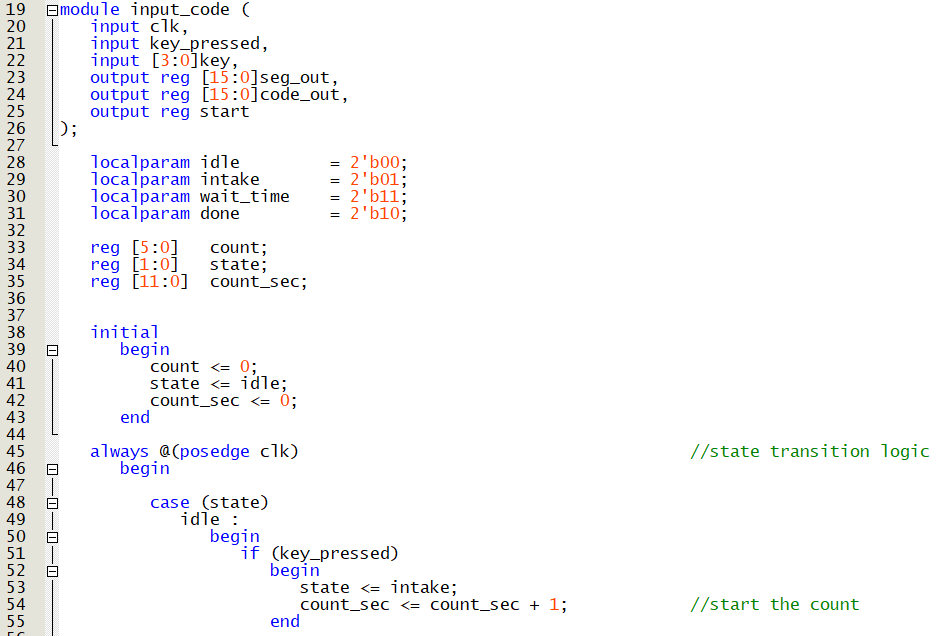 19 module input_code (
20 input clk,
21 input key_pressed,
22 input [3:0]key,
23 output reg [15:0]seg_out,
24 output reg [15:0]code_out,
25 output reg start
26 );
27
28 localparam idle = 2'b00;
29 localparam intake = 2'b01;
30 localparam wait_time = 2'b11;
31 localparam done = 2'b10;
32
33 reg [5:0] count;
34 reg [1:0] state;
35 reg [11:0] count_sec;
36
37
38 initial
39 begin
40 count <= 0;
41 state <= idle;
42 count_sec <= 0;
43 end
44
45 always @(posedge clk) //state transition logic
46 begin
47
48 case (state)
49 idle :
50 begin
51 if (key_pressed)
52 begin
53 state <= intake;
54 count_sec <= count_sec + 1; //start the count
55 end